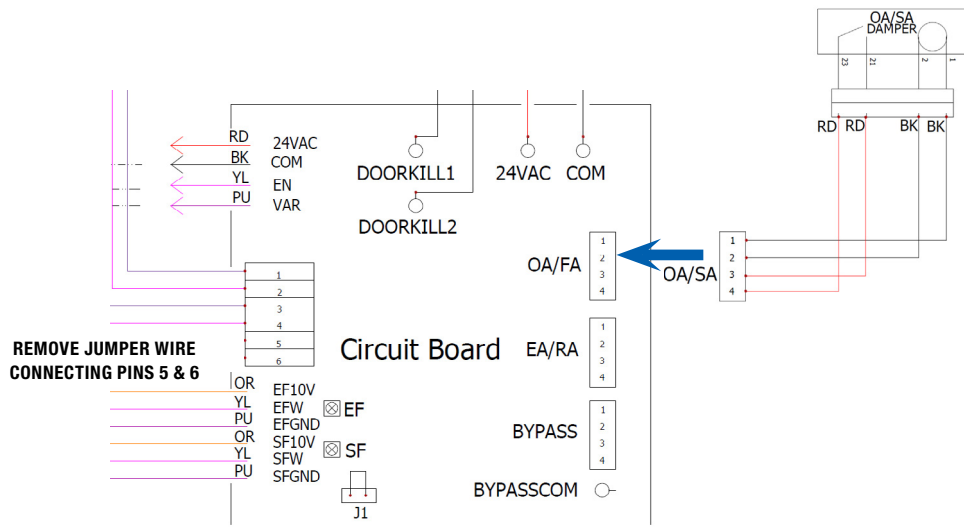 OA/SA
DAMPER
23
21
2
1
RD
RD
BK
BK
RD
24VAC
BK
COM
YL
EN
PU
VAR
DOORKILL1
24VAC
COM
DOORKILL2
OA/FA
1
2
3
4
OA/SA
1
2
3
4
1
2
3
4
5
6
REMOVE JUMPER WIRE
CONNECTING PINS 5 & 6
Circuit Board
EA/RA
1
2
3
4
OR
EF10V
YL
EFW
EF
PU
EFGND
OR
SF10V
YL
SFW
SF
PU
SFGND
BYPASS
1
2
3
4
BYPASSCOM
J1